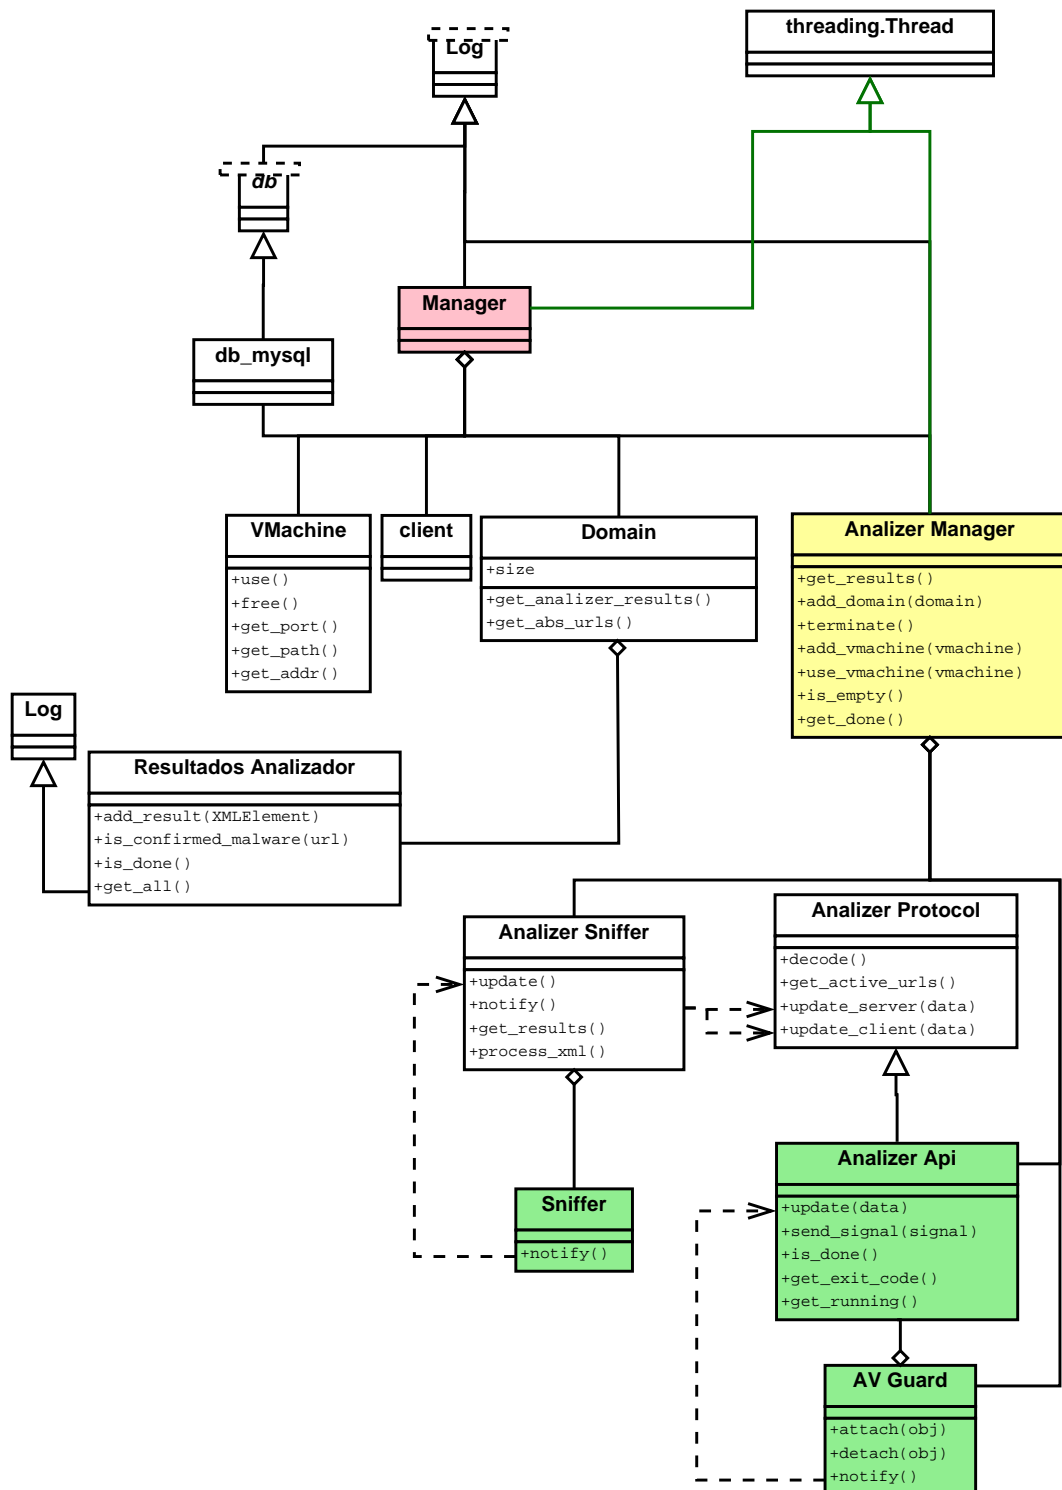 Log
threading.Thread
db
Manager
db_mysql
VMachine
+use()
+free()
+get_port()
+get_path()
+get_addr()
client
Domain
+size
+get_analizer_results()
+get_abs_urls()
Analizer Manager
+get_results()
+add_domain(domain)
+terminate()
+add_vmachine(vmachine)
+use_vmachine(vmachine)
+is_empty()
+get_done()
Log
Resultados Analizador
+add_result(XMLElement)
+is_confirmed_malware(url)
+is_done()
+get_all()
Analizer Sniffer
+update()
+notify()
+get_results()
+process_xml()
Analizer Protocol
+decode()
+get_active_urls()
+update_server(data)
+update_client(data)
Sniffer
+notify()
Analizer Api
+update(data)
+send_signal(signal)
+is_done()
+get_exit_code()
+get_running()
AV Guard
+attach(obj)
+detach(obj)
+notify()